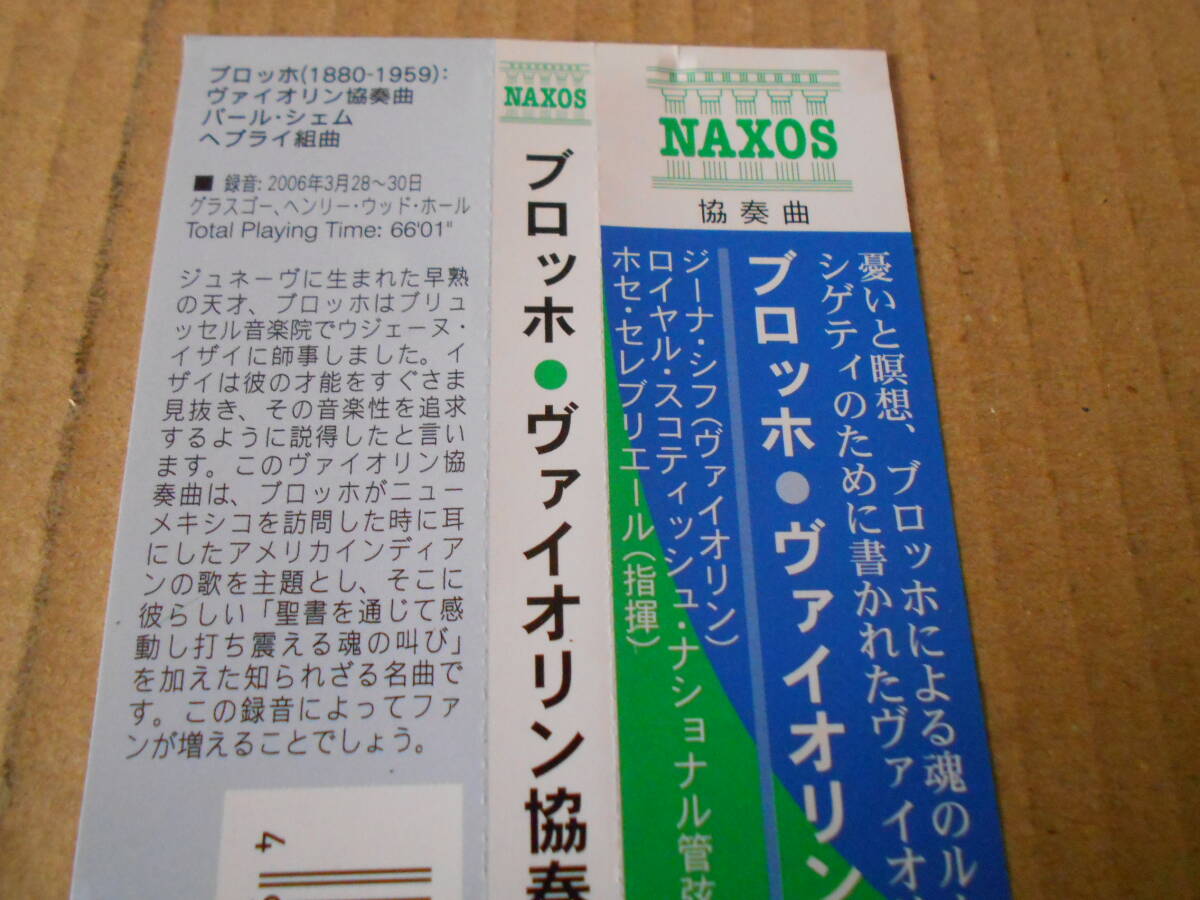 ブロッホ(1880-1959):
ヴァイオリン協奏曲
バール・シェム
ヘブライ組曲
■ 録音: 2006年3月28〜30日
グラスゴー、ヘンリー・ウッド・ホール
Total Playing Time: 66'01"
ジュネーヴに生まれた早熟
の天才、ブロッホはブリュ
ッセル音楽院でウジェーヌ・
イザイに師事しました。イ
ザイは彼の才能をすぐさま
見抜き、その音楽性を追求
するように説得したと言い
ます。このヴァイオリン協
奏曲は、ブロッホがニュー
メキシコを訪問した時に耳
にしたアメリカインディア
ンの歌を主題とし、そこに
彼らしい「聖書を通じて感
動し打ち震える魂の叫び」
を加えた知られざる名曲で
す。この録音によってファ
ンが増えることでしょう。
4
NAXOS
ブロッホ●ヴァイオリン協奏
NAXOS
協奏曲
憂いと瞑想、ブロッホによる魂のル
シゲティのために書かれたヴァイオ
ブロッホ●ヴァイオリン
ジーナ・シフ(ヴァイオリン)
ロイヤル・スコティッシュ・ナショナル管弦
ホセ・セレブリエール(指揮)